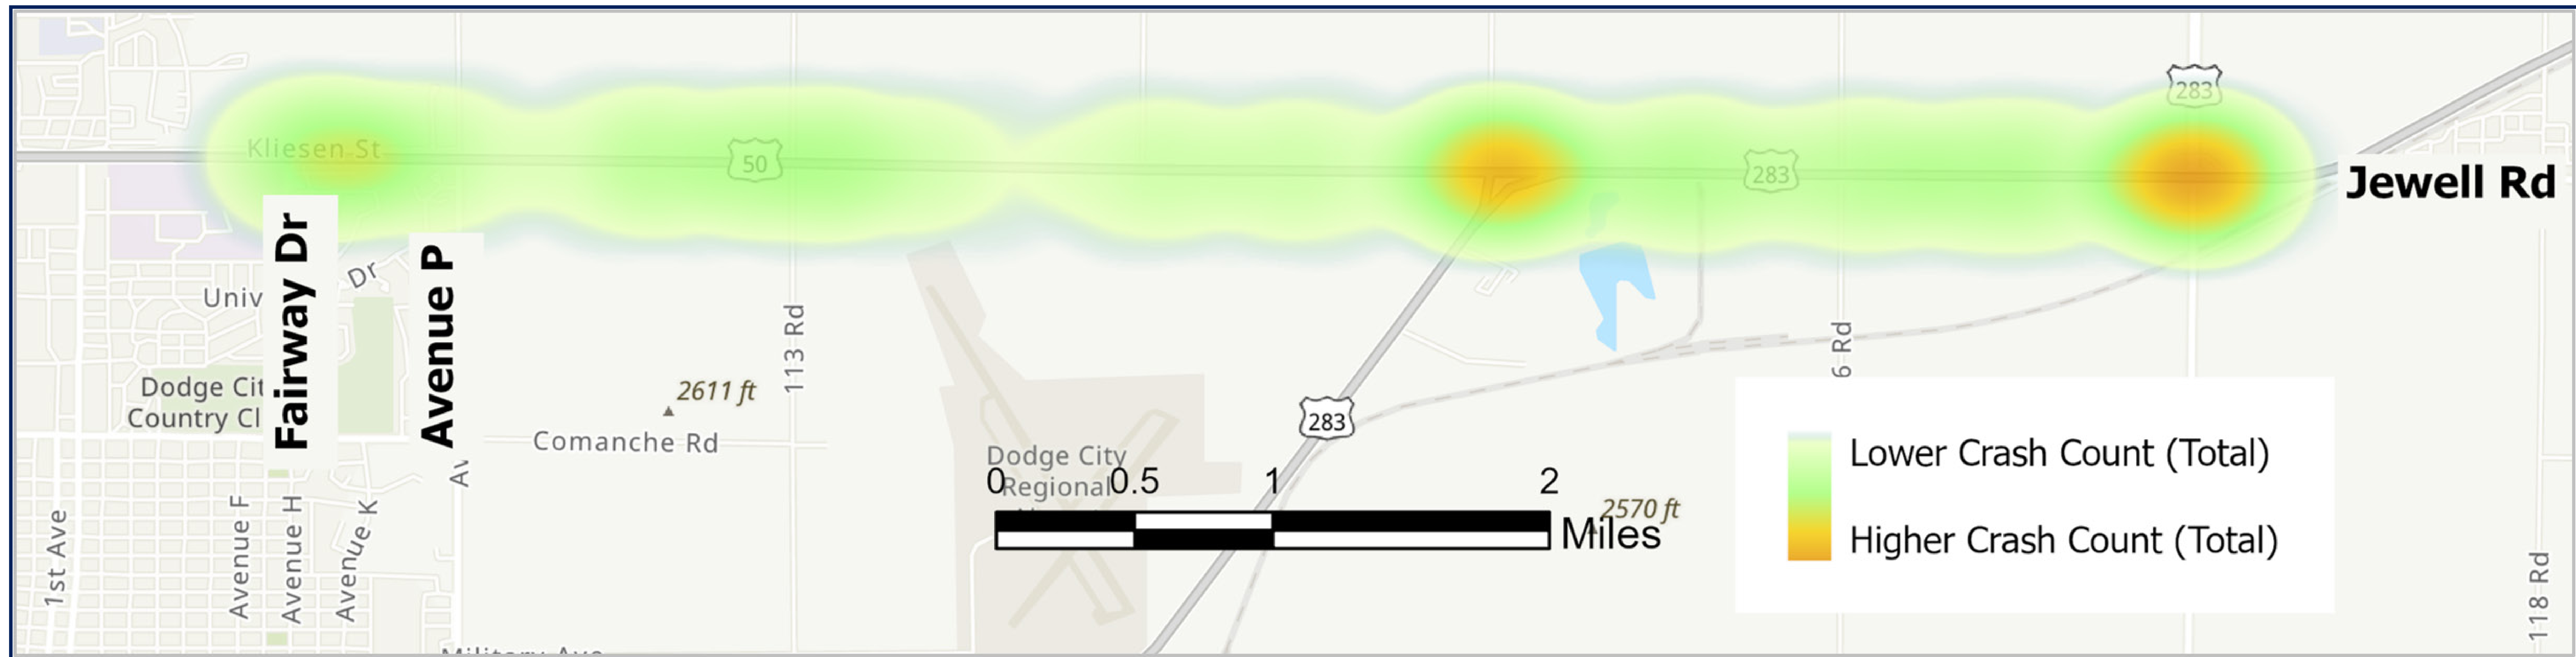 283
Kliesen St
50
283
Jewell Rd
Fairway Dr
Avenue P
Univ
Dr
113 Rd
6 Rd
2611 ft
Dodge Cit
Country Cl
Comanche Rd
283
Dodge City
Regional
0 0.5 1 2
Miles
2570 ft
Lower Crash Count (Total)
Higher Crash Count (Total)
1st Ave
Avenue F
Avenue H
Avenue K
Av
118 Rd